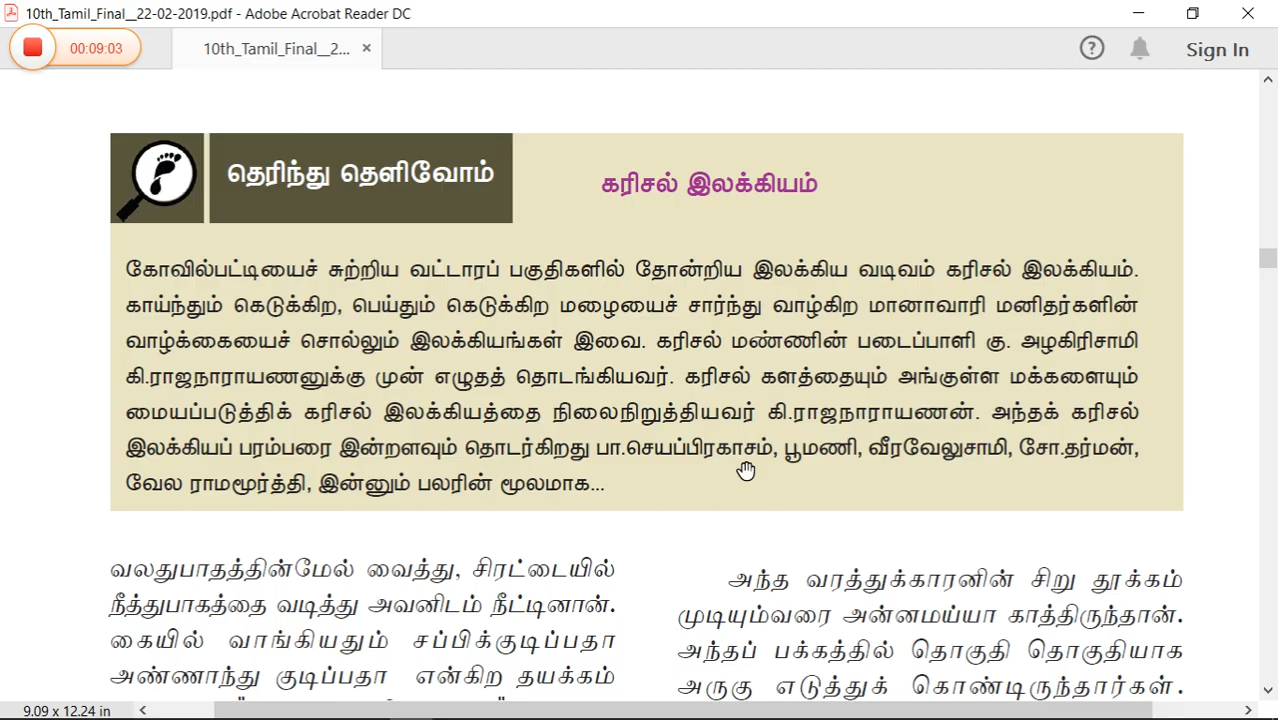 10th_Tamil_Final__22-02-2019.pdf - Adobe Acrobat Reader DC
00:09:03
10th_Tamil_Final__2... ×
? Sign In
தெரிந்து தெளிவோம்
கரிசல் இலக்கியம்
கோவில்பட்டியைச் சுற்றிய வட்டாரப் பகுதிகளில் தோன்றிய இலக்கிய வடிவம் கரிசல் இலக்கியம்.
காய்ந்தும் கெடுக்கிற, பெய்தும் கெடுக்கிற மழையைச் சார்ந்து வாழ்கிற மானாவாரி மனிதர்களின்
வாழ்க்கையைச் சொல்லும் இலக்கியங்கள் இவை. கரிசல் மண்ணின் படைப்பாளி கு. அழகிரிசாமி
கி.ராஜநாராயணனுக்கு முன் எழுதத் தொடங்கியவர். கரிசல் களத்தையும் அங்குள்ள மக்களையும்
மையப்படுத்திக் கரிசல் இலக்கியத்தை நிலைநிறுத்தியவர் கி.ராஜநாராயணன். அந்தக் கரிசல்
இலக்கியப் பரம்பரை இன்றளவும் தொடர்கிறது பா.செயப்பிரகாசம், பூமணி, வீரவேலுசாமி, சோ.தர்மன்,
வேல ராமமூர்த்தி, இன்னும் பலரின் மூலமாக...
வலதுபாதத்தின்மேல் வைத்து, சிரட்டையில்
நீத்துபாகத்தை வடித்து அவனிடம் நீட்டினான்.
கையில் வாங்கியதும் சப்பிக்குடிப்பதா
அண்ணாந்து குடிப்பதா என்கிற தயக்கம்
அந்த வரத்துக்காரனின் சிறு தூக்கம்
முடியும்வரை அன்னமய்யா காத்திருந்தான்.
அந்தப் பக்கத்தில் தொகுதி தொகுதியாக
அருகு எடுத்துக் கொண்டிருந்தார்கள்.
9.09 x 12.24 in